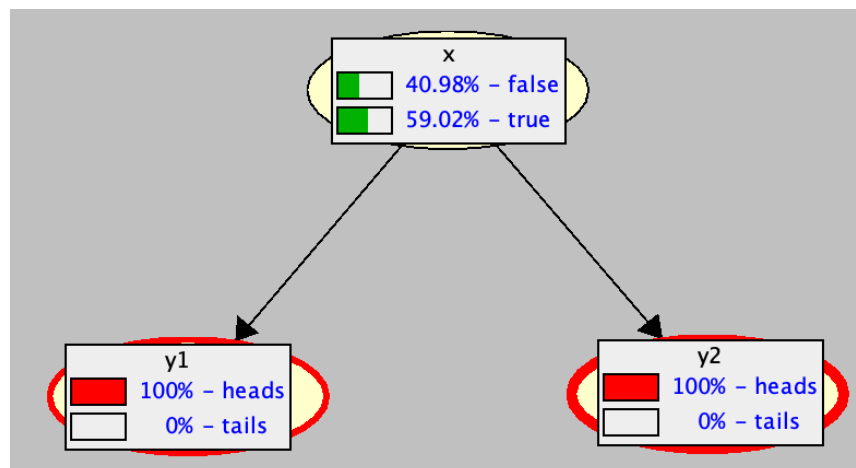 x
40.98% – false
59.02% – true
y1
100% – heads
0% – tails
y2
100% – heads
0% – tails